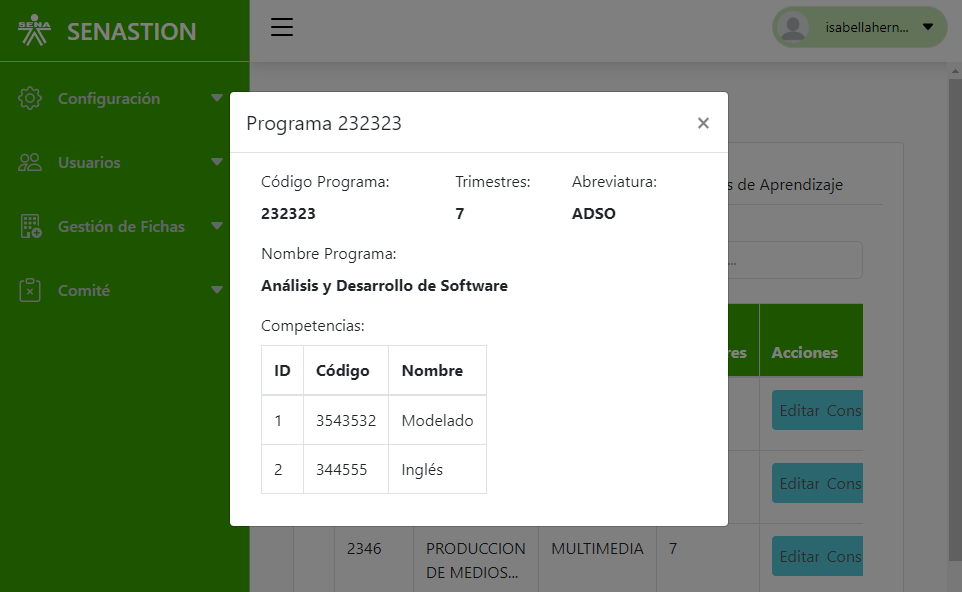 SENA
SENASTION
isabellahern...
Configuración
Usuarios
Gestión de Fichas
Comité
Programa 232323
×
Código Programa: Trimestres: Abreviatura:
232323 7 ADSO
Nombre Programa:
Análisis y Desarrollo de Software
Competencias:
ID Código Nombre
1 3543532 Modelado
2 344555 Inglés
s de Aprendizaje
...
res Acciones
Editar Cons
Editar Cons
2346 PRODUCCION MULTIMEDIA 7 Editar Cons
DE MEDIOS...